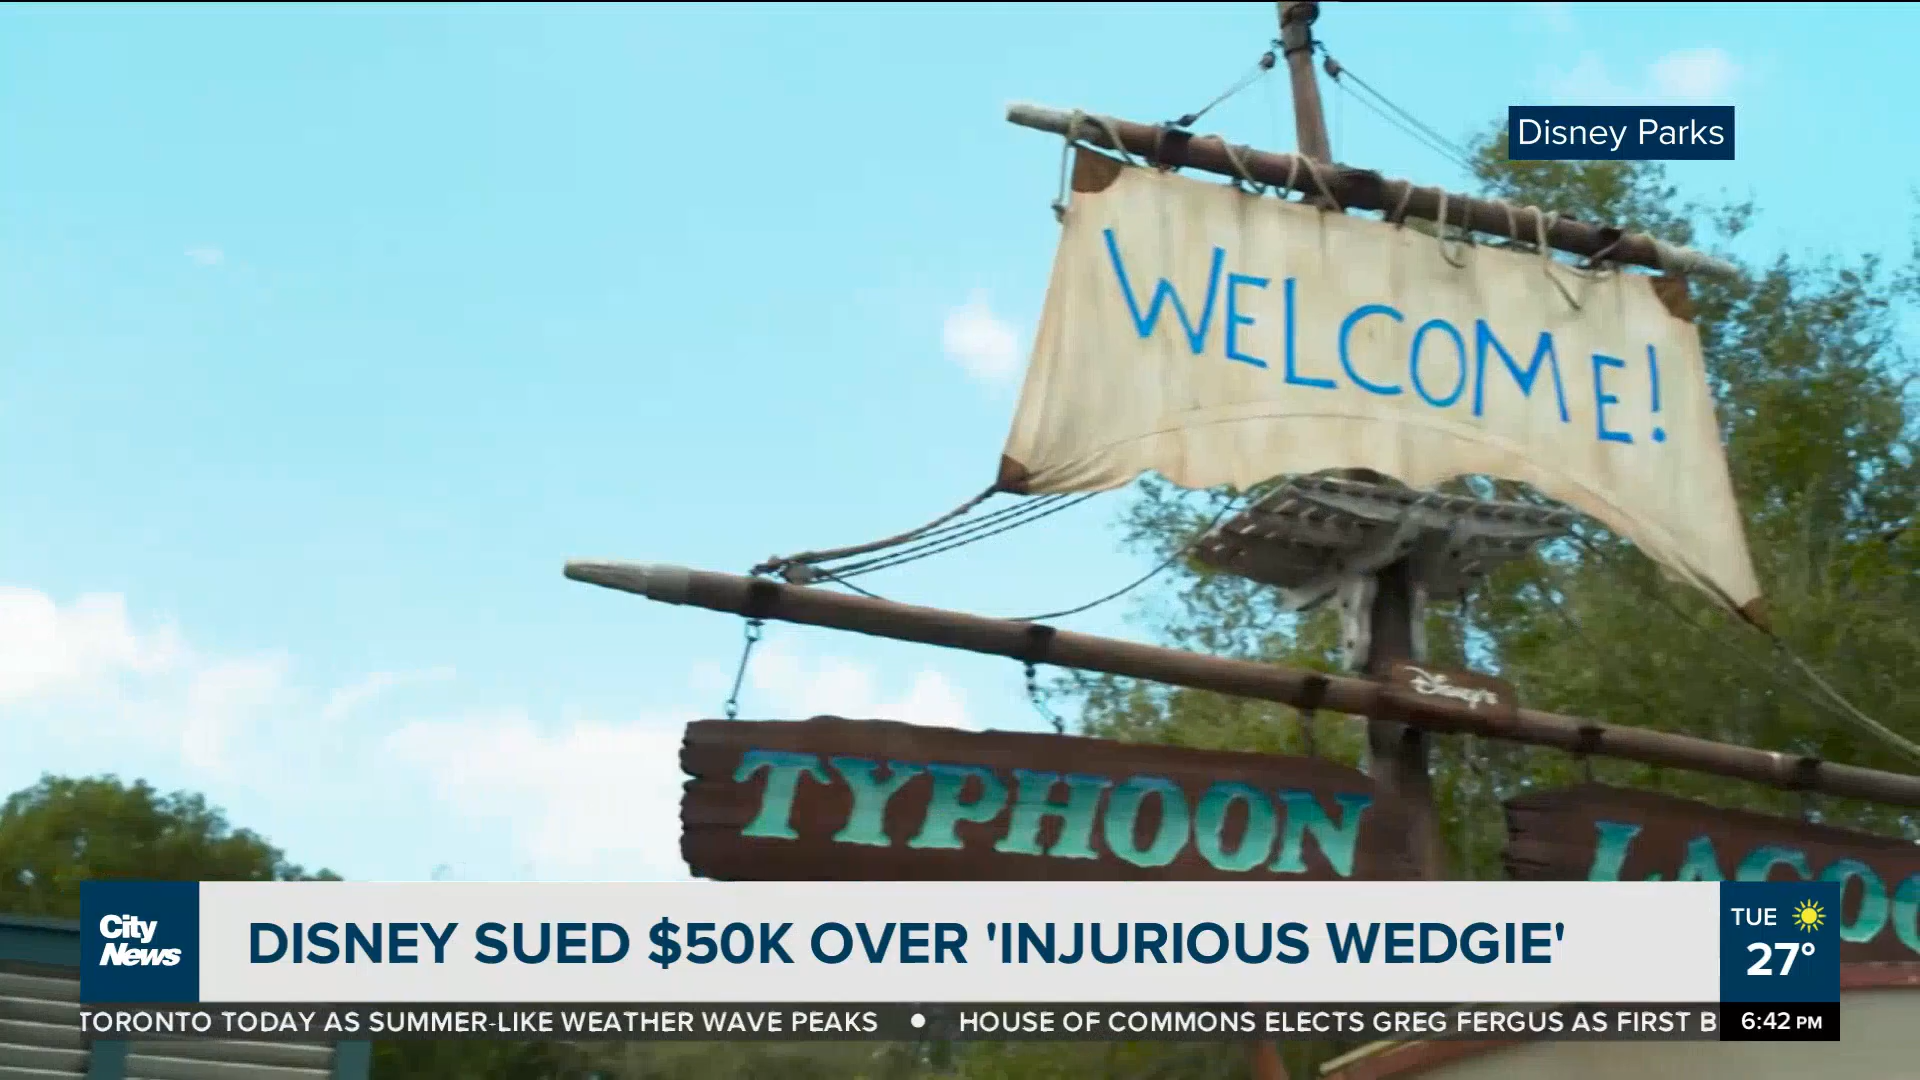 Disney Parks
WELCOME!
Disney's
TYPHOON
City
News
DISNEY SUED $50K OVER 'INJURIOUS WEDGIE'
TUE
27°
TORONTO TODAY AS SUMMER-LIKE WEATHER WAVE PEAKS ● HOUSE OF COMMONS ELECTS GREG FERGUS AS FIRST B
6:42 PM